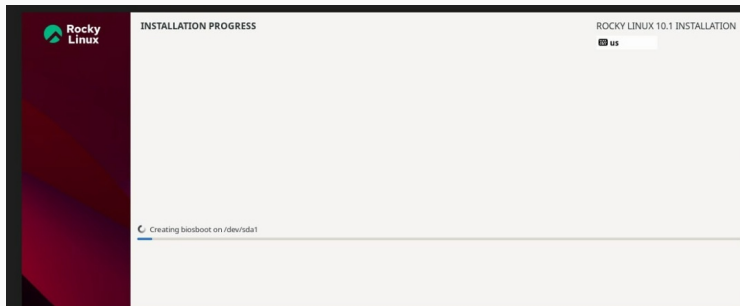 Rocky
Linux
INSTALLATION PROGRESS
ROCKY LINUX 10.1 INSTALLATION
us
Creating biosboot on /dev/sda1